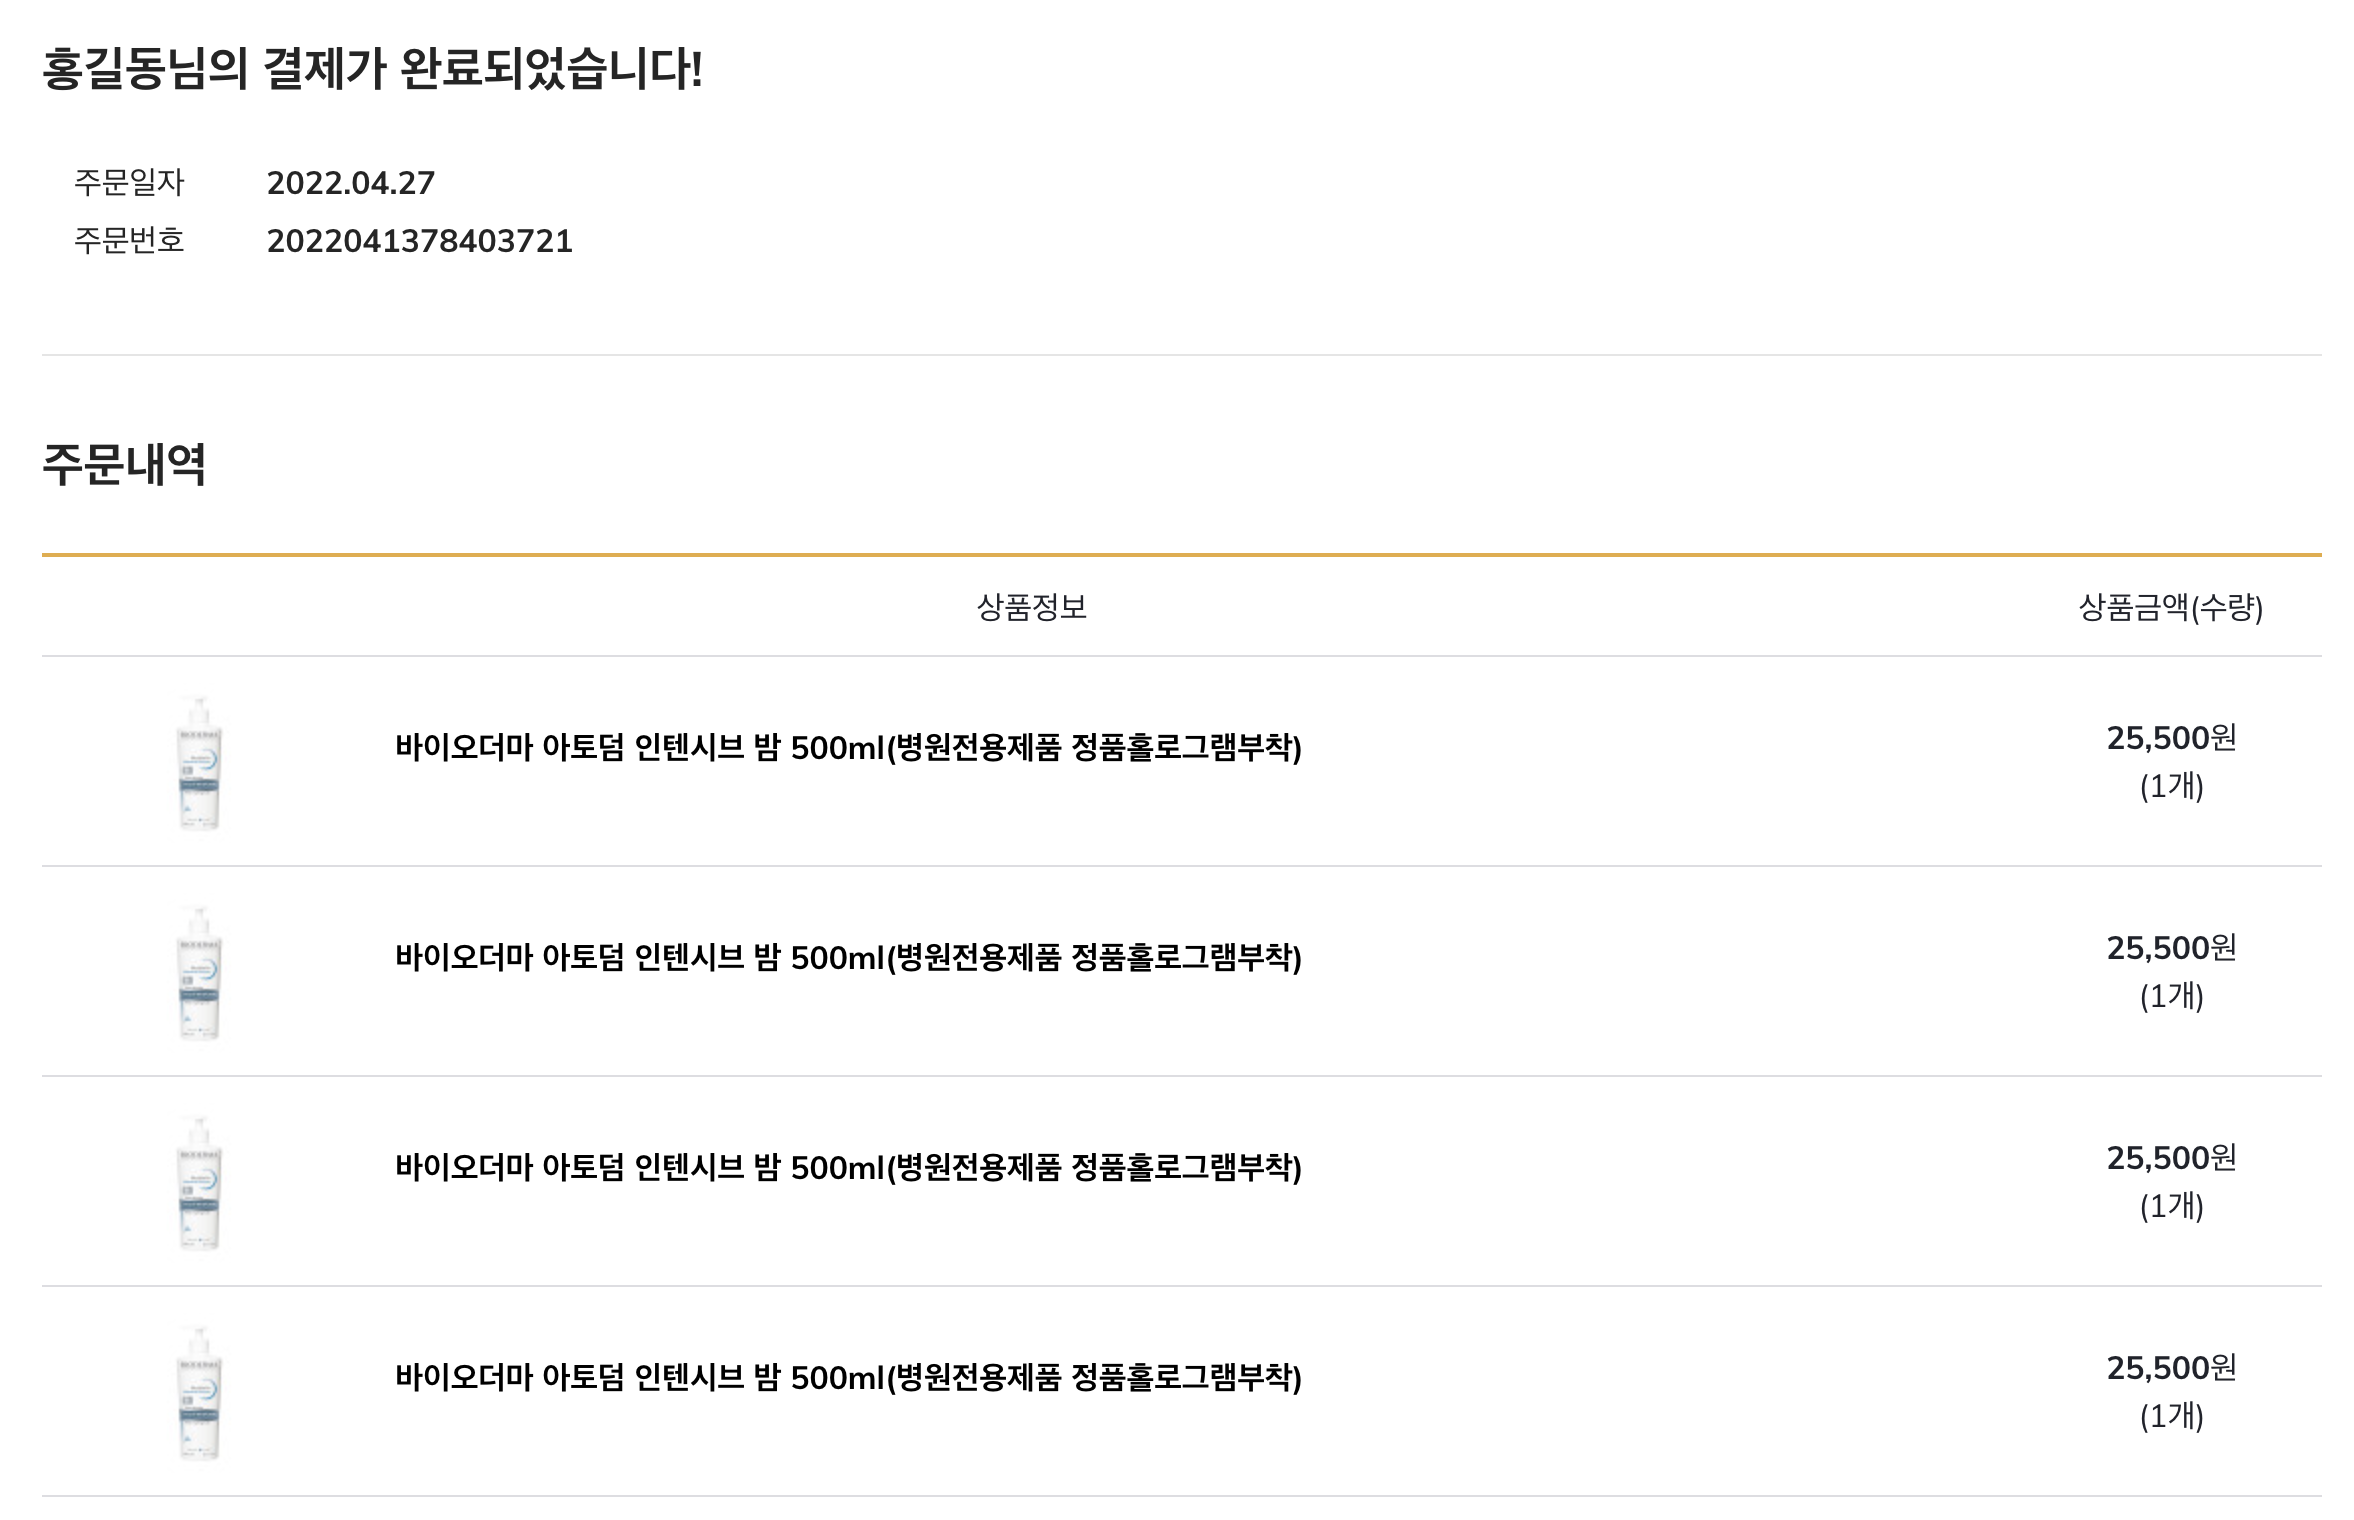 홍길동님의 결제가 완료되었습니다!
주문일자 2022.04.27
주문번호 2022041378403721
주문내역
상품정보 상품금액(수량)
바이오더마 아토덤 인텐시브 밤 500ml(병원전용제품 정품홀로그램부착) 25,500원
(1개)
바이오더마 아토덤 인텐시브 밤 500ml(병원전용제품 정품홀로그램부착) 25,500원
(1개)
바이오더마 아토덤 인텐시브 밤 500ml(병원전용제품 정품홀로그램부착) 25,500원
(1개)
바이오더마 아토덤 인텐시브 밤 500ml(병원전용제품 정품홀로그램부착) 25,500원
(1개)